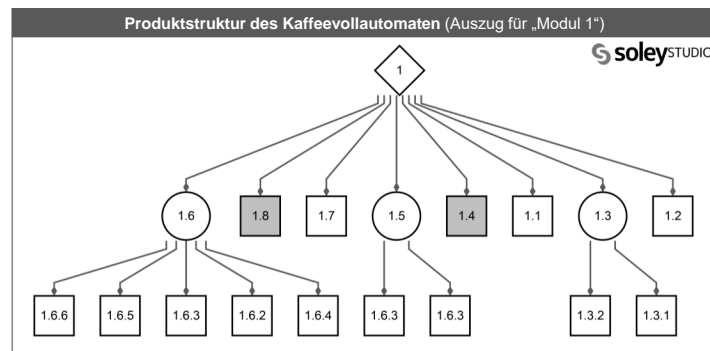 Produktstruktur des Kaffeevollautomaten (Auszug für „Modul 1“)
soleySTUDIO
1
1.6 1.8 1.7 1.5 1.4 1.1 1.3 1.2
1.6.6 1.6.5 1.6.3 1.6.2 1.6.4 1.6.3 1.6.3 1.3.2 1.3.1